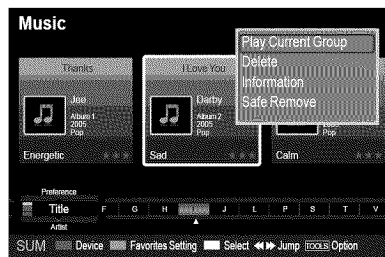 Music
Play Current Group
Delete
Information
Safe Remove
Thanks
I Love You
Jee
Album 1
2005
Pop
Darby
Album 2
2005
Pop
Pop
Energetic
Sad
Calm
Preference
Title
F G H J L P S T V
Artist
SUM Device Favorites Setting Select Jump TOOLS Option